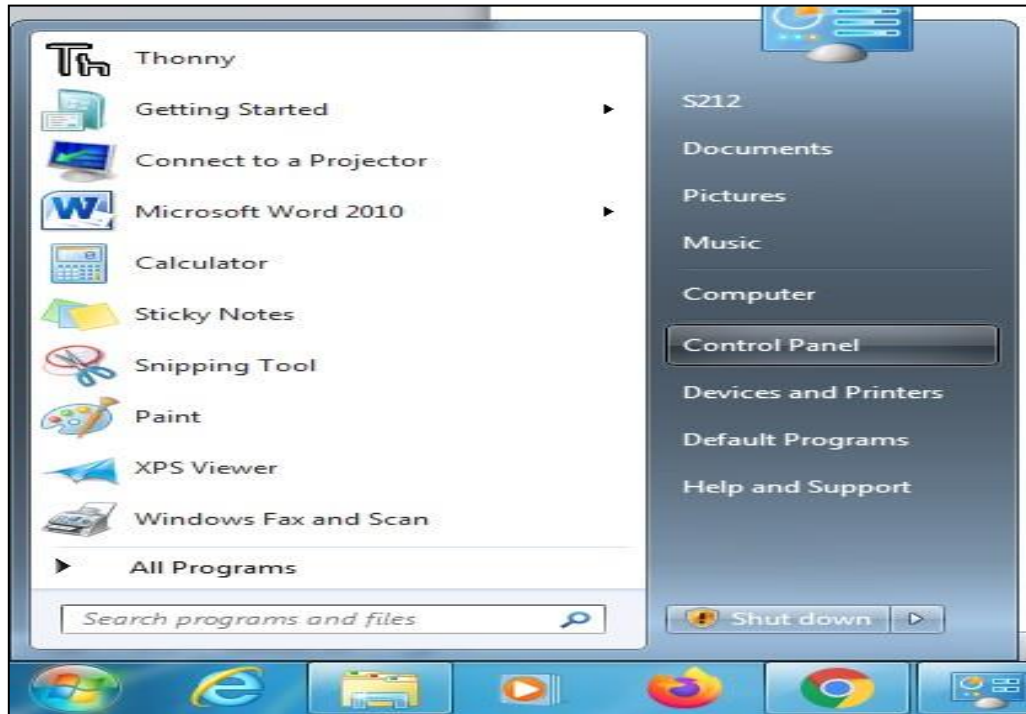 Thonny
Getting Started
Connect to a Projector
Microsoft Word 2010
Calculator
Sticky Notes
Snipping Tool
Paint
XPS Viewer
Windows Fax and Scan
All Programs
Search programs and files
S212
Documents
Pictures
Music
Computer
Control Panel
Devices and Printers
Default Programs
Help and Support
Shut down